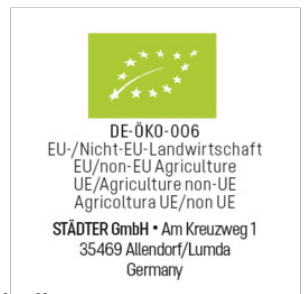 DE-ÖKO-006
EU-/Nicht-EU-Landwirtschaft
EU/non-EU Agriculture
UE/Agriculture non-UE
Agricoltura UE/non UE
STÄDTER GmbH • Am Kreuzweg 1
35469 Allendorf/Lumda
Germany